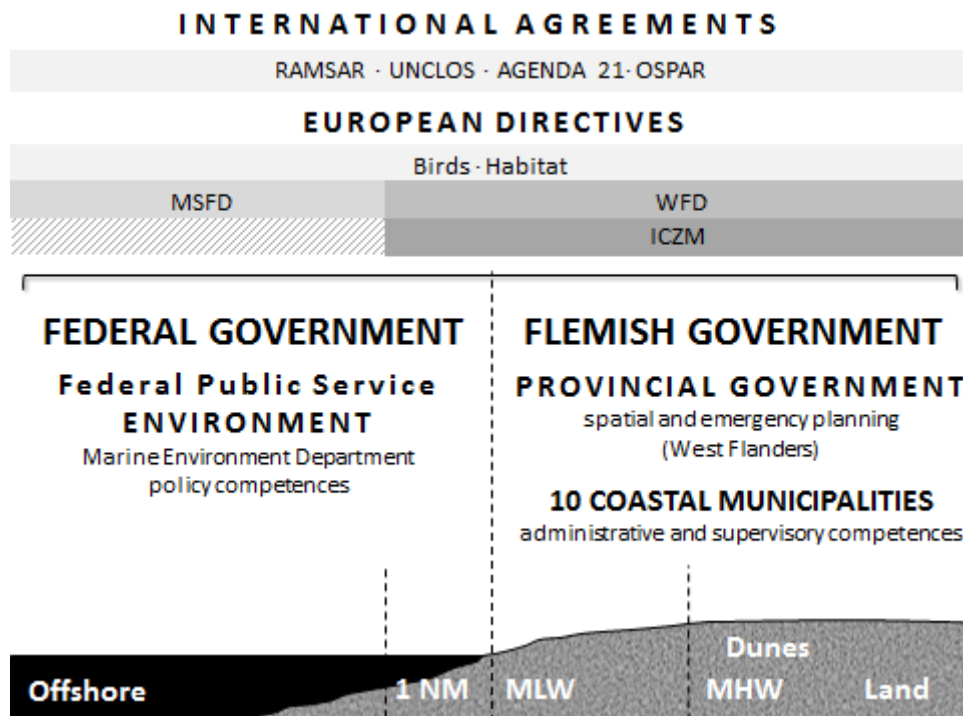 INTERNATIONAL AGREEMENTS
RAMSAR · UNCLOS · AGENDA 21· OSPAR
EUROPEAN DIRECTIVES
Birds · Habitat
MSFD WFD
ICZM
FEDERAL GOVERNMENT
Federal Public Service
ENVIRONMENT
Marine Environment Department
policy competences
FLEMISH GOVERNMENT
PROVINCIAL GOVERNMENT
spatial and emergency planning
(West Flanders)
10 COASTAL MUNICIPALITIES
administrative and supervisory competences
Dunes
Offshore 1 NM MLW MHW Land